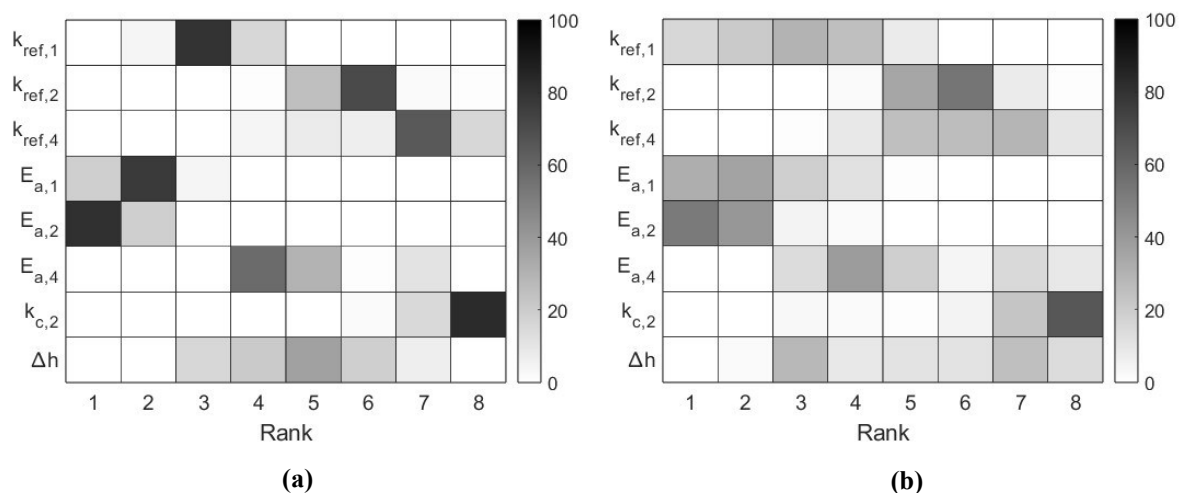 k_ref,1
k_ref,2
k_ref,4
E_a,1
E_a,2
E_a,4
k_c,2
Δh
1 2 3 4 5 6 7 8
Rank
100
80
60
40
20
0
(a)
k_ref,1
k_ref,2
k_ref,4
E_a,1
E_a,2
E_a,4
k_c,2
Δh
1 2 3 4 5 6 7 8
Rank
100
80
60
40
20
0
(b)